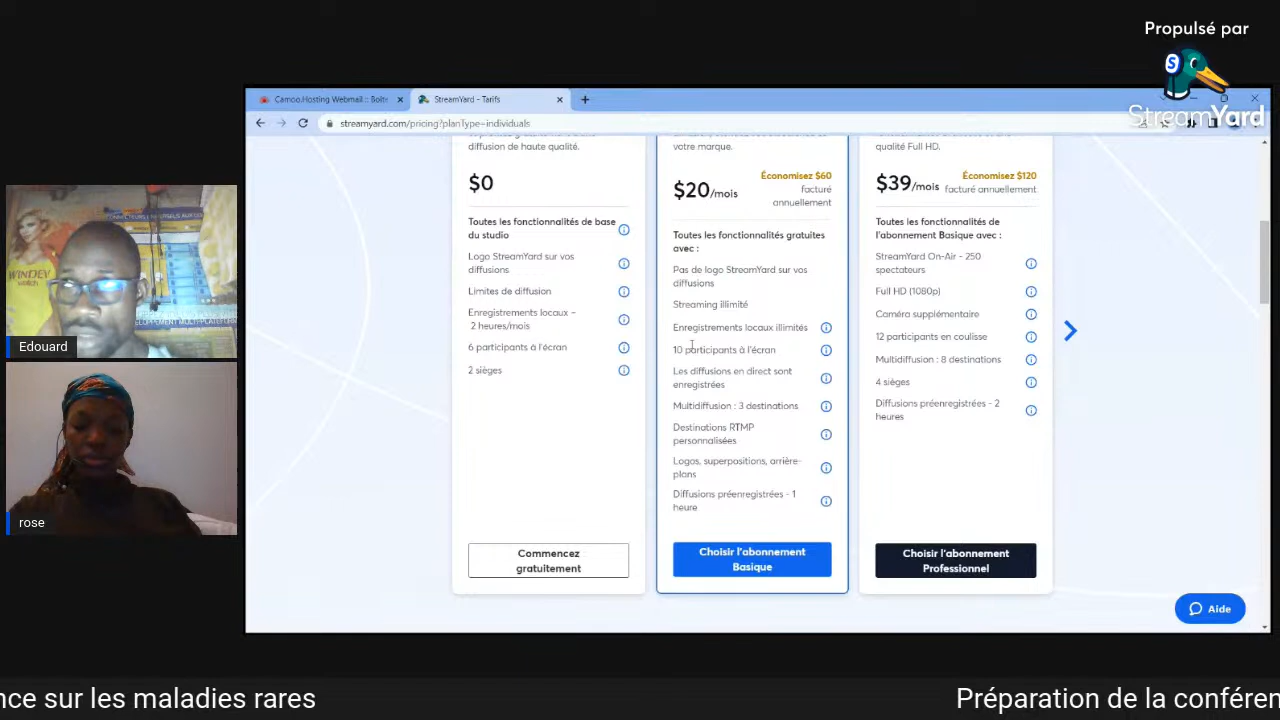 Propulsé par
StreamYard
Camoo.Hosting Webmail :: Boîte
StreamYard - Tarifs
streamyard.com/pricing?planType=individuals
diffusion de haute qualité.
$0
Toutes les fonctionnalités de base
du studio
Logo StreamYard sur vos
diffusions
Limites de diffusion
Enregistrements locaux –
2 heures/mois
6 participants à l'écran
2 sièges
Commencez
gratuitement
votre marque.
$20/mois
Économisez $60
facturé
annuellement
Toutes les fonctionnalités gratuites
avec :
Pas de logo StreamYard sur vos
diffusions
Streaming illimité
Enregistrements locaux illimités
10 participants à l'écran
Les diffusions en direct sont
enregistrées
Multidiffusion : 3 destinations
Destinations RTMP
personnalisées
Logos, superpositions, arrière-
plans
Diffusions préenregistrées - 1
heure
Choisir l'abonnement
Basique
qualité Full HD.
$39/mois
Économisez $120
facturé annuellement
Toutes les fonctionnalités de
l'abonnement Basique avec :
StreamYard On-Air - 250
spectateurs
Full HD (1080p)
Caméra supplémentaire
12 participants en coulisse
Multidiffusion : 8 destinations
4 sièges
Diffusions préenregistrées - 2
heures
Choisir l'abonnement
Professionnel
Aide
WINDEV
Edouard
rose
nce sur les maladies rares
Préparation de la conféren